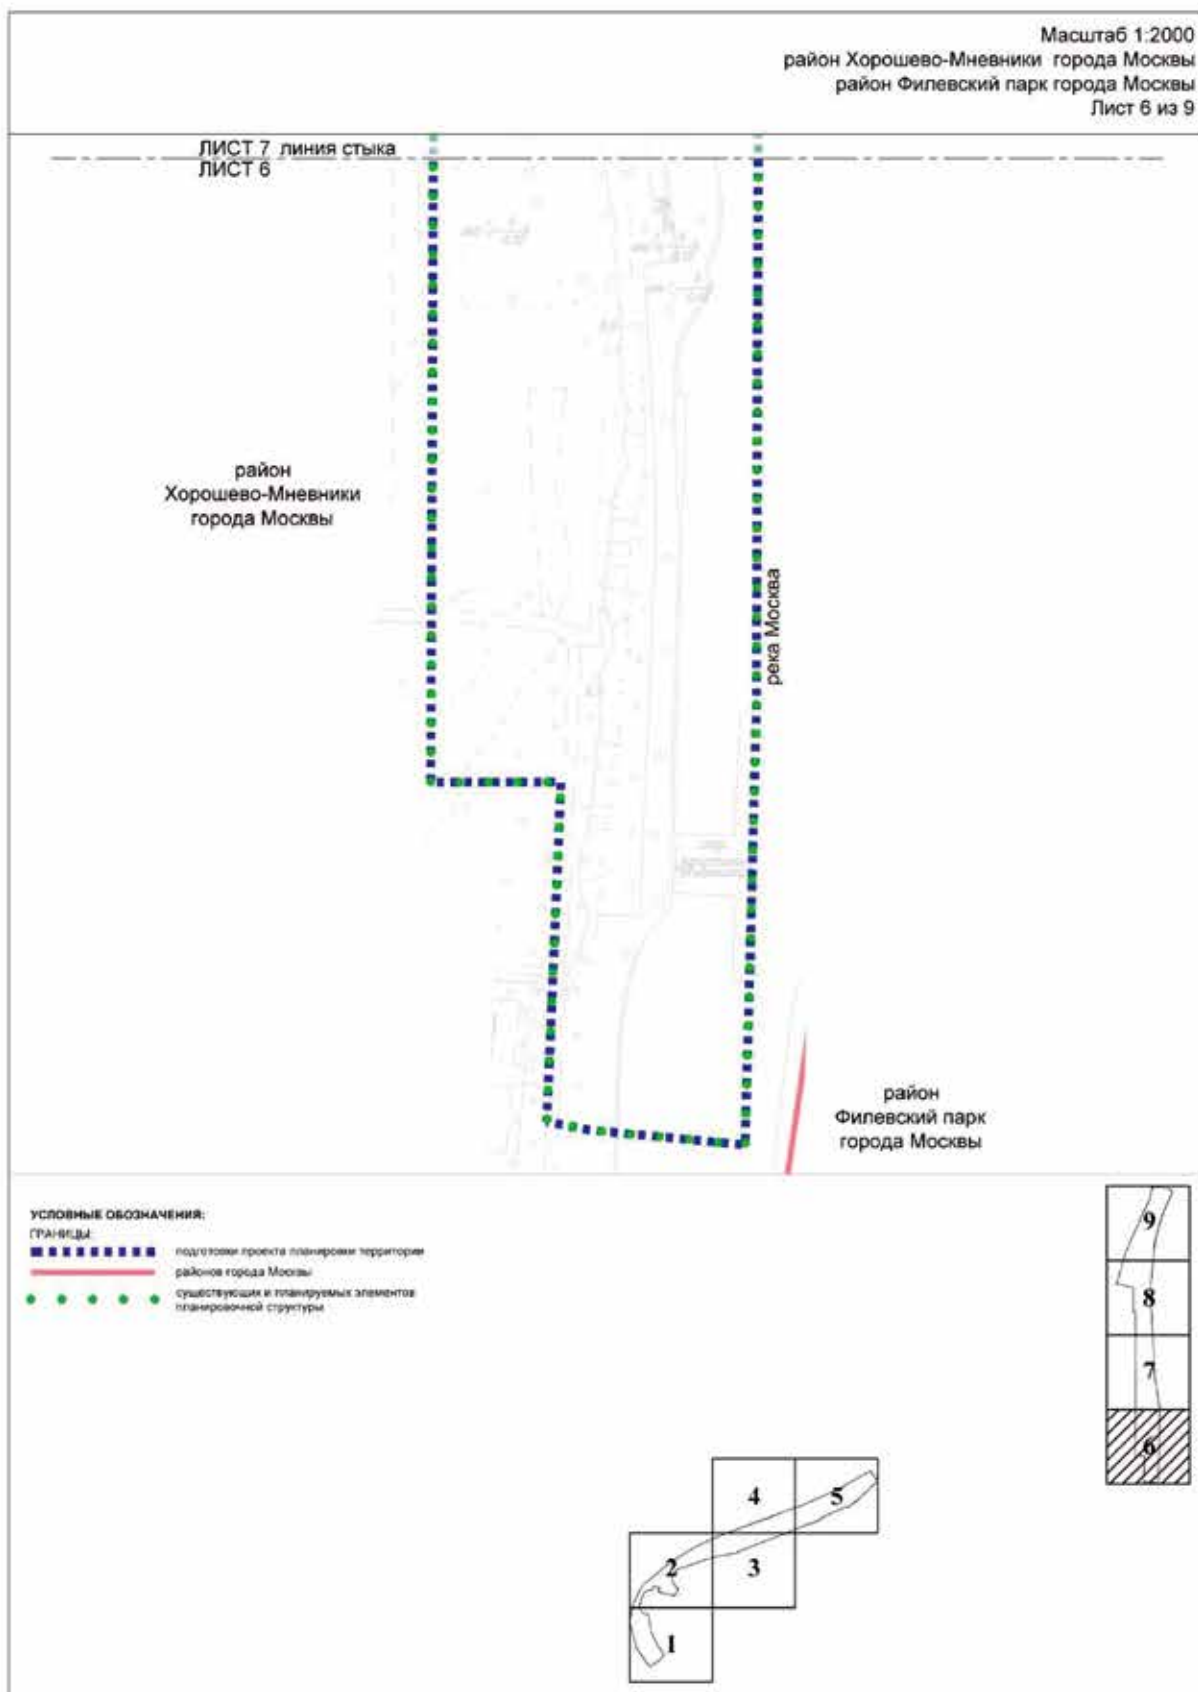 Масштаб 1:2000
район Хорошево-Мневники города Москвы
район Филевский парк города Москвы
Лист 6 из 9
ЛИСТ 7 линия стыка
ЛИСТ 6
район
Хорошево-Мневники
города Москвы
река Москва
район
Филевский парк
города Москвы
УСЛОВНЫЕ ОБОЗНАЧЕНИЯ:
ГРАНИЦЫ:
подготовки проекта планировки территории
районов города Москвы
существующих и планируемых элементов
планировочной структуры
9
8
7
6
4
5
2
3
1